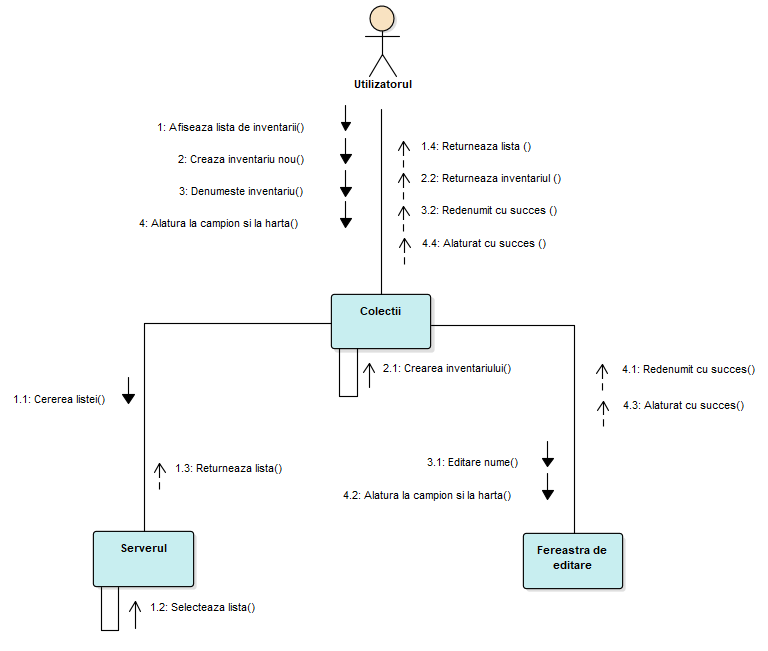 Utilizatorul
1: Afiseaza lista de inventarii()
1.4: Returneaza lista ()
2: Creaza inventariu nou()
2.2: Returneaza inventariul ()
3: Denumeste inventariu()
3.2: Redenumit cu succes ()
4: Alatura la campion si la harta()
4.4: Alaturat cu succes ()
Colectii
2.1: Crearea inventariului()
4.1: Redenumit cu succes()
1.1: Cererea listei()
4.3: Alaturat cu succes()
3.1: Editare nume()
1.3: Returneaza lista()
4.2: Alatura la campion si la harta()
Serverul
Fereastra de
editare
1.2: Selecteaza lista()